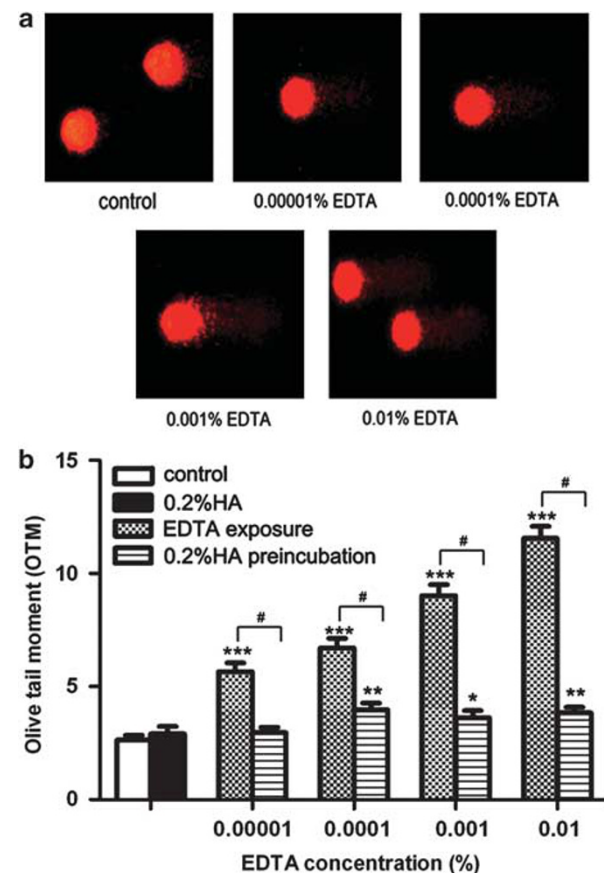 a
control
0.00001% EDTA
0.0001% EDTA
0.001% EDTA
0.01% EDTA
b
15
10
5
0
Olive tail moment (OTM)
control
0.2%HA
EDTA exposure
0.2%HA preincubation
*** #
*** # **
*** # *
*** # **
0.00001 0.0001 0.001 0.01
EDTA concentration (%)